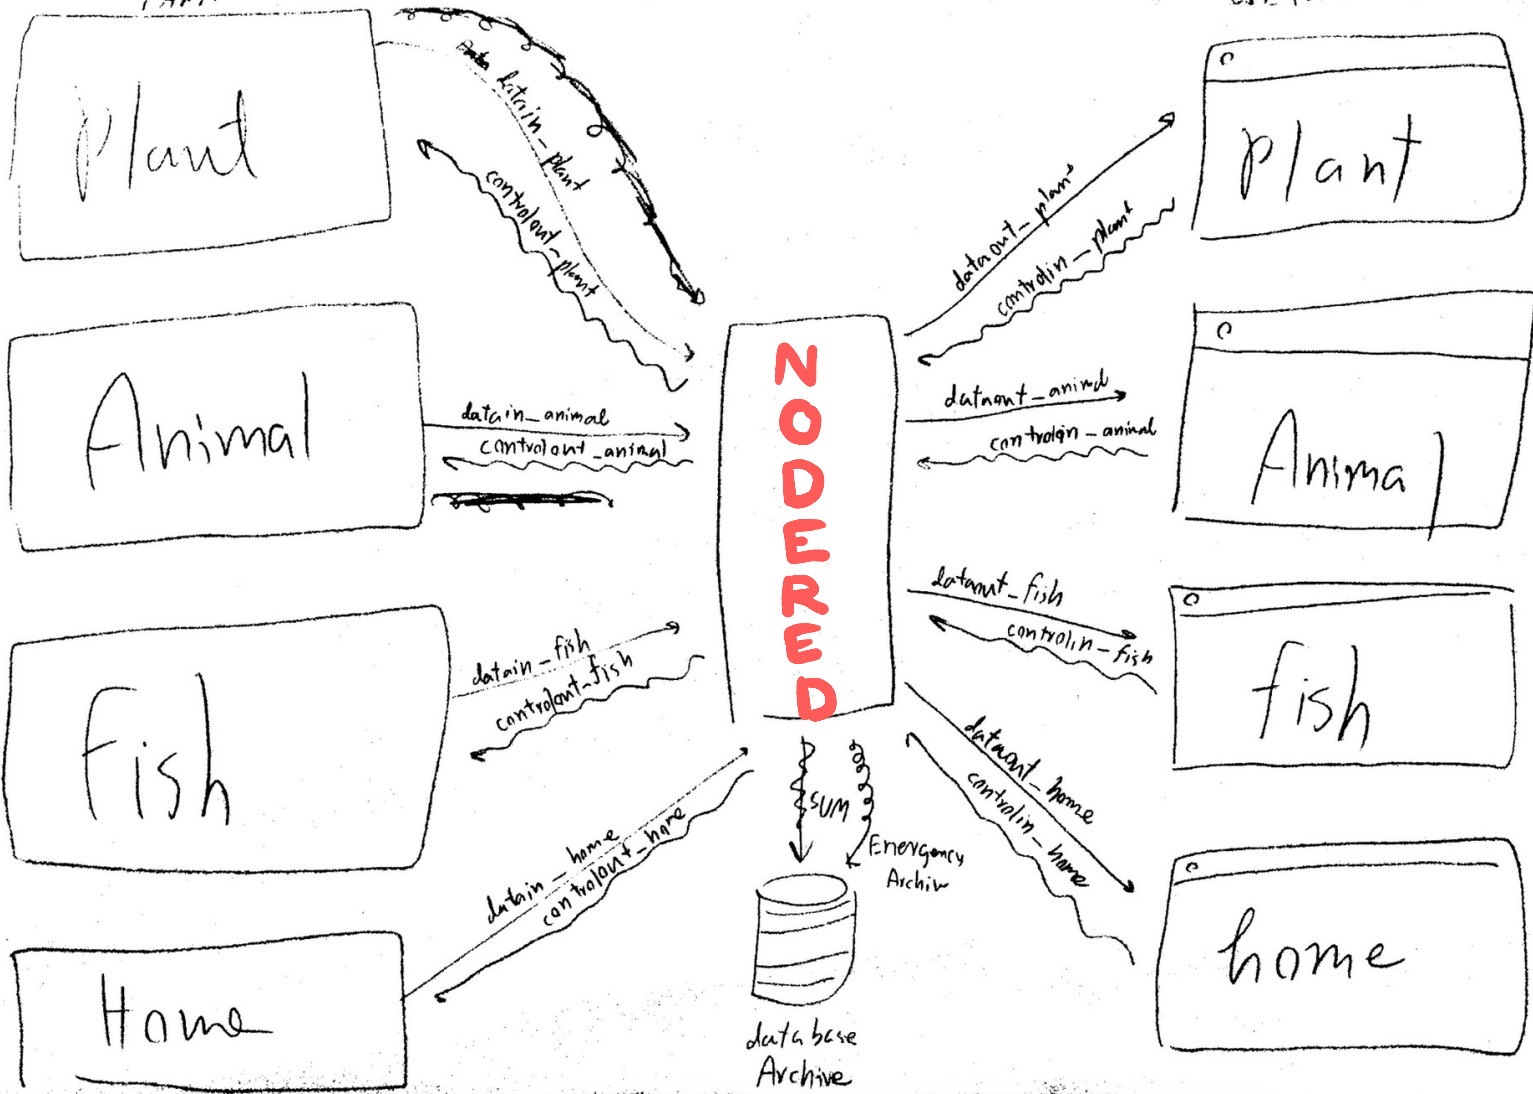 Plant
datain_plant
controlout_plant
Animal
datain_animal
controlout_animal
Fish
datain_fish
controlout_fish
Home
datain_home
controlout_home
NODERED
SUM
Emergency
Archiv
database
Archive
dataout_plant
controlin_plant
plant
dataout_animal
controlin_animal
Animal
dataout_fish
controlin_fish
fish
dataout_home
controlin_home
home